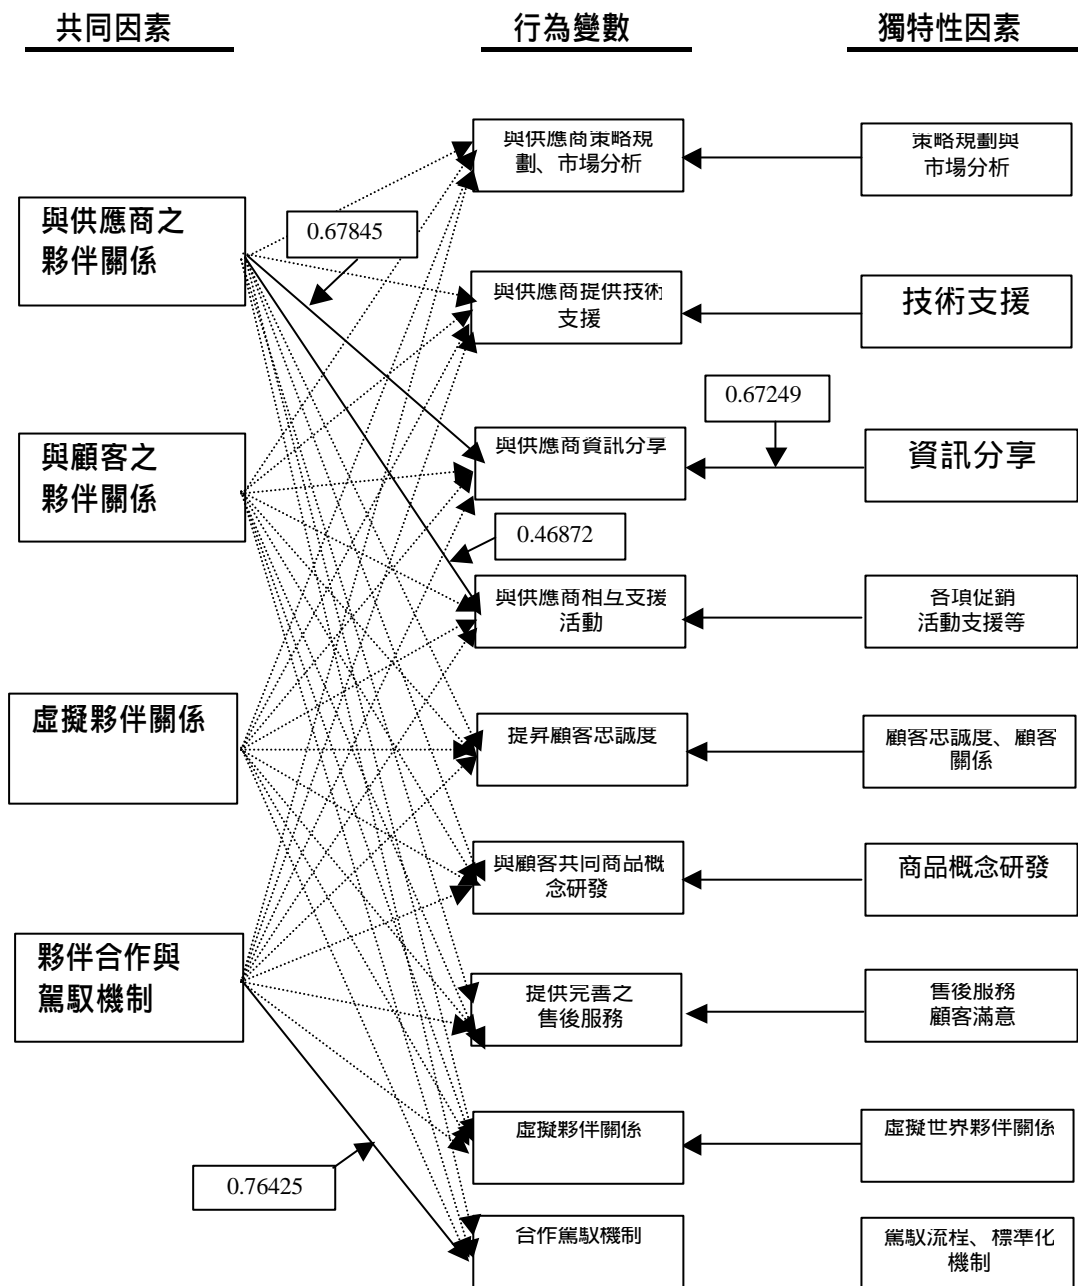 共同因素
行為變數
獨特性因素
與供應商策略規
劃、市場分析
策略規劃與
市場分析
與供應商之
夥伴關係
0.67845
與供應商提供技術
支援
技術支援
0.67249
與顧客之
夥伴關係
與供應商資訊分享
資訊分享
0.46872
與供應商相互支援
活動
各項促銷
活動支援等
虛擬夥伴關係
提昇顧客忠誠度
顧客忠誠度、顧客
關係
與顧客共同商品概
念研發
商品概念研發
夥伴合作與
駕馭機制
提供完善之
售後服務
售後服務
顧客滿意
虛擬夥伴關係
虛擬世界夥伴關係
0.76425
合作駕馭機制
駕馭流程、標準化
機制